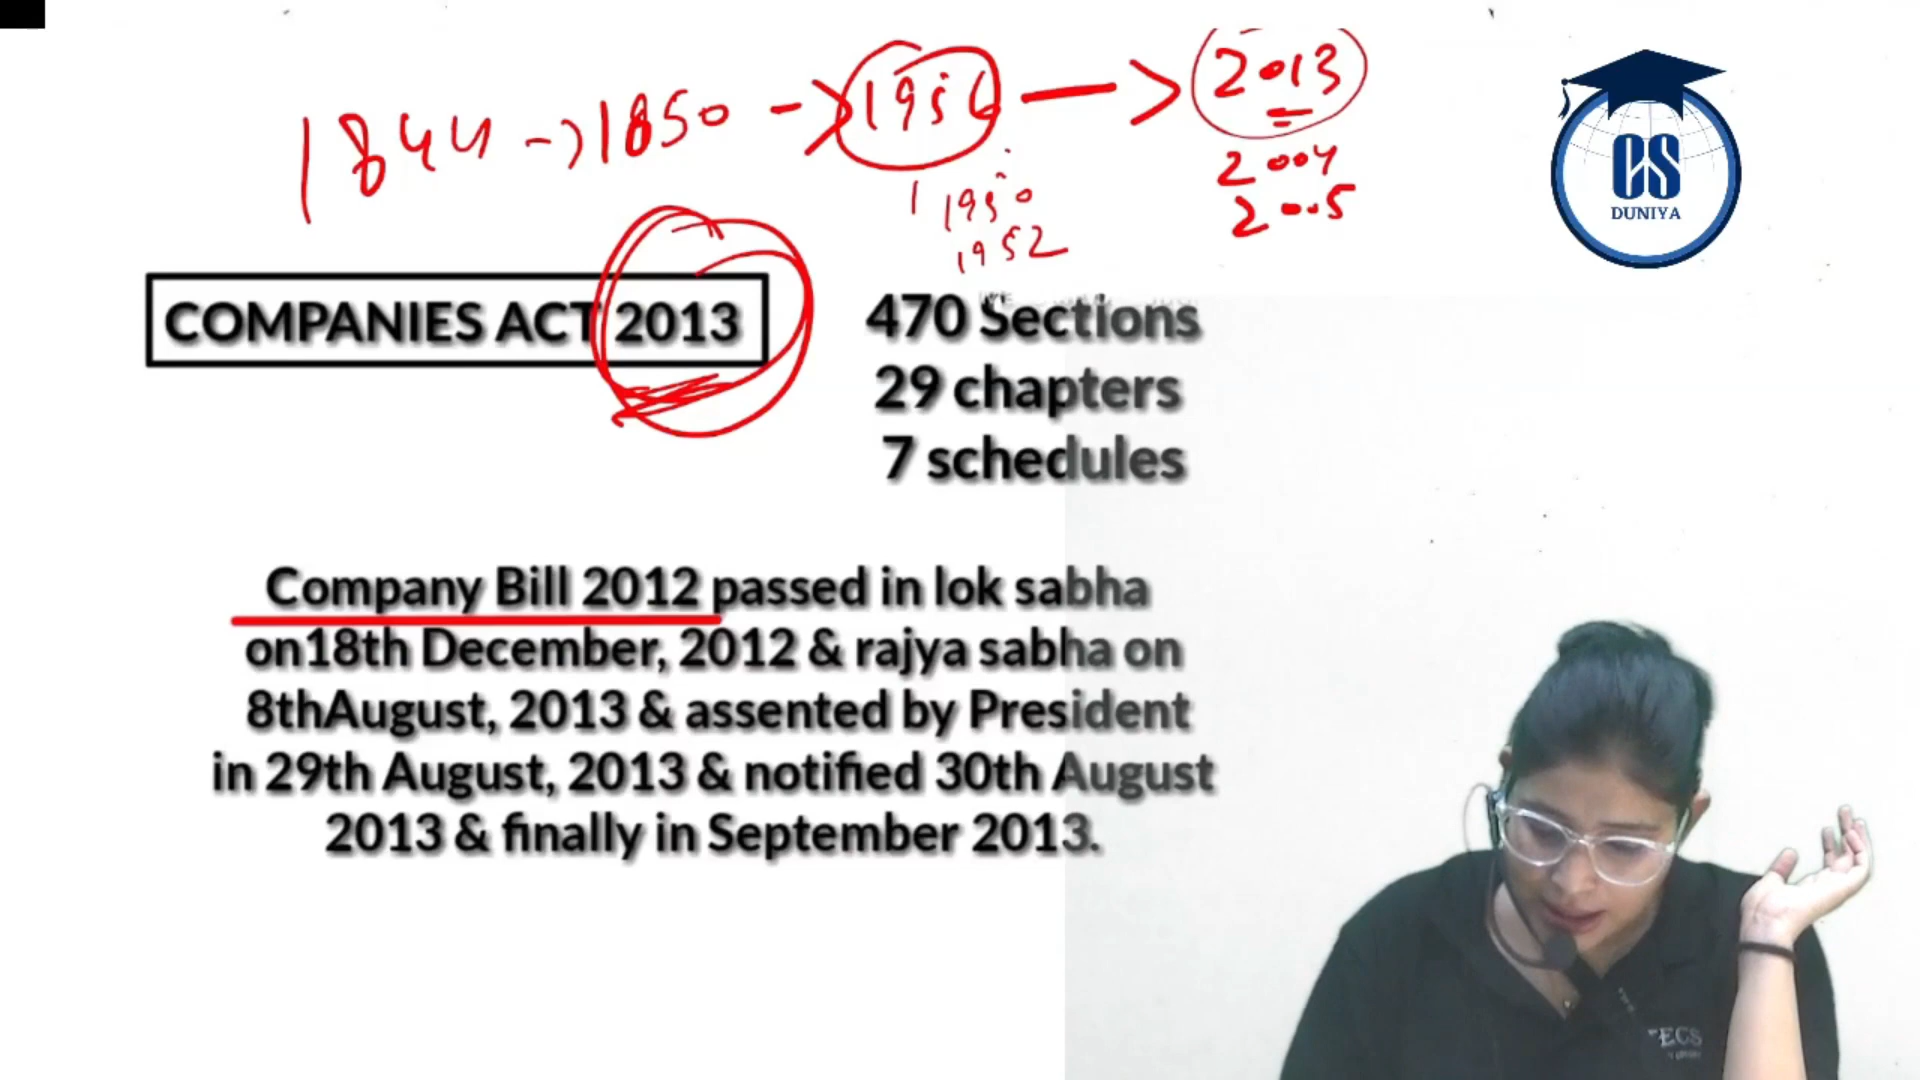 1844 -> 1850 -> 1956 -> 2013
1950
1952
2004
2005
CS
DUNIYA
COMPANIES ACT 2013
470 Sections
29 chapters
7 schedules
Company Bill 2012 passed in lok sabha
on18th December, 2012 & rajya sabha on
8thAugust, 2013 & assented by President
in 29th August, 2013 & notified 30th August
2013 & finally in September 2013.
ECS